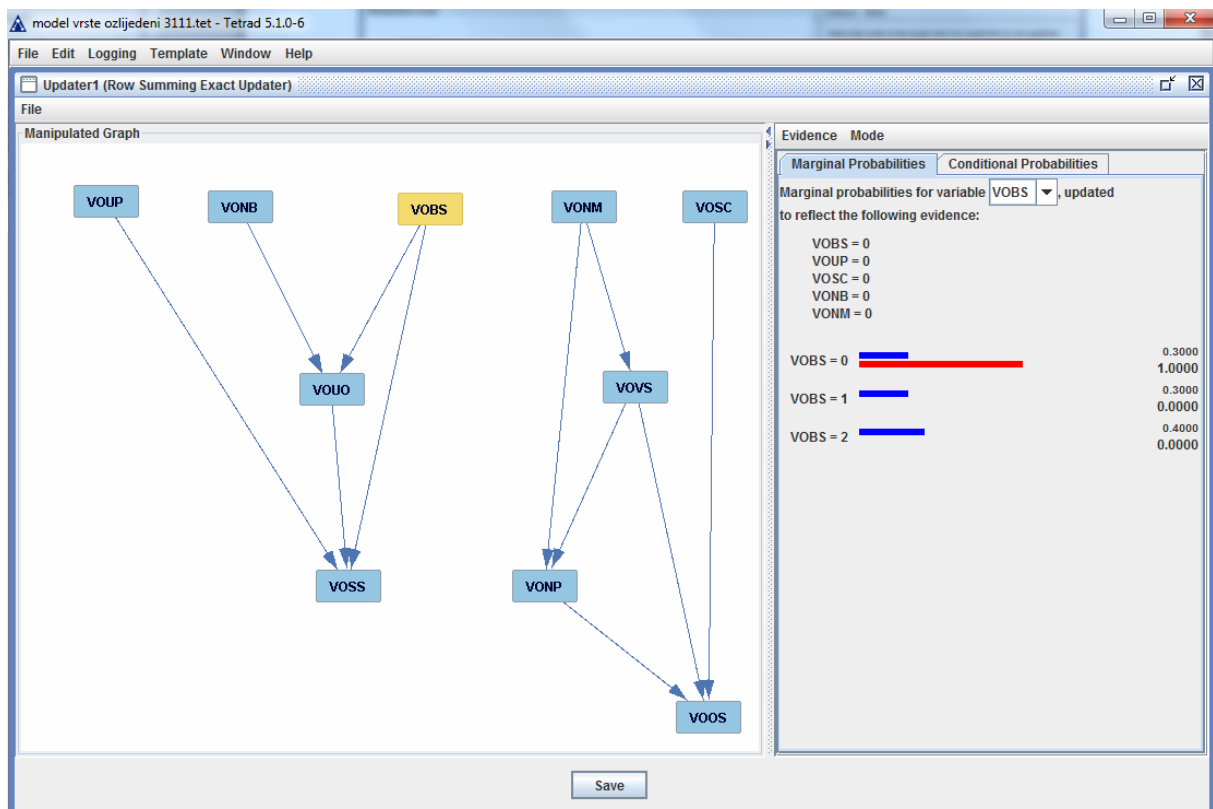 model vrste ozlijedeni 3111.tet - Tetrad 5.1.0-6
File Edit Logging Template Window Help
Updater1 (Row Summing Exact Updater)
File
Manipulated Graph
VOUP
VONB
VOBS
VONM
VOSC
VOUO
VOVS
VOSS
VONP
VOOS
Evidence Mode
Marginal Probabilities Conditional Probabilities
Marginal probabilities for variable VOBS , updated
to reflect the following evidence:
VOBS = 0
VOUP = 0
VOSC = 0
VONB = 0
VONM = 0
VOBS = 0 0.3000
1.0000
VOBS = 1 0.3000
0.0000
VOBS = 2 0.4000
0.0000
Save